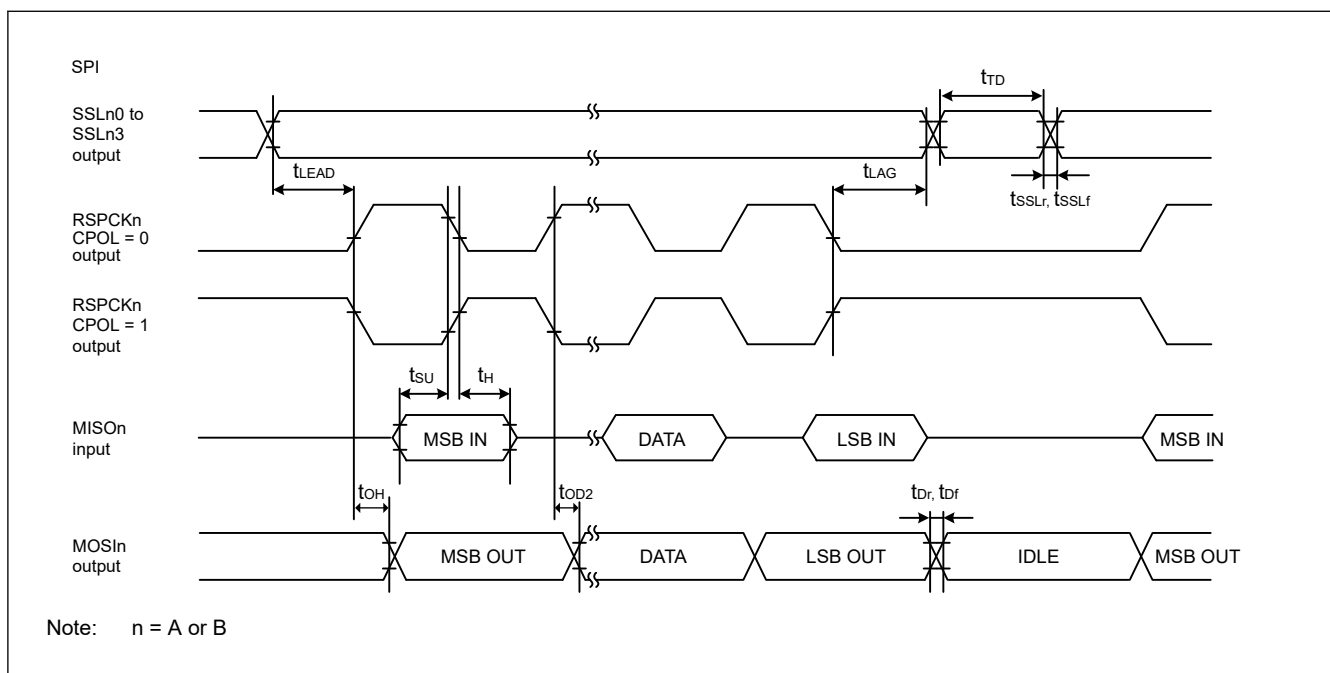 SPI
tTD
SSLn0 to
SSLn3
output
tLEAD
tLAG
tSSLr, tSSLf
RSPCKn
CPOL = 0
output
RSPCKn
CPOL = 1
output
tSU
tH
MISOn
input
MSB IN
DATA
LSB IN
MSB IN
tOH
tOD2
tDr, tDf
MOSIn
output
MSB OUT
DATA
LSB OUT
IDLE
MSB OUT
Note: n = A or B